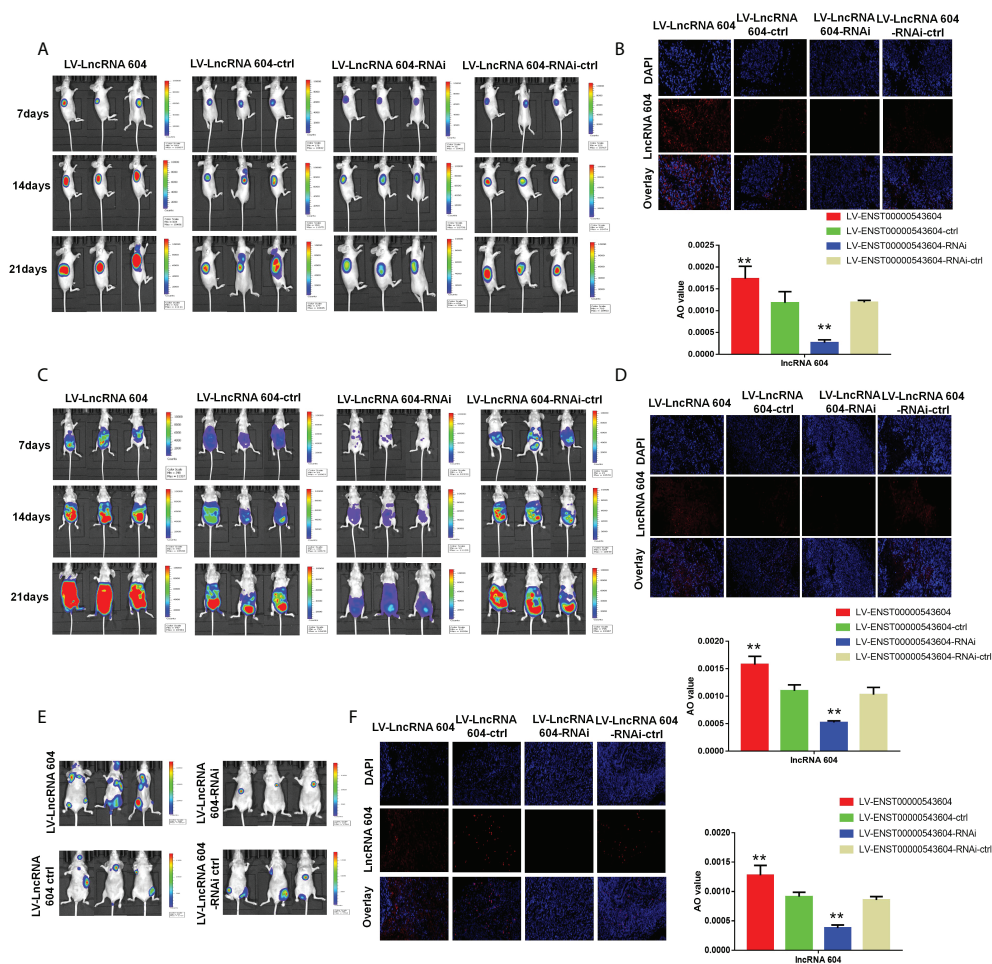 A
LV-LncRNA 604
LV-LncRNA 604-ctrl
LV-LncRNA 604-RNAi
LV-LncRNA 604-RNAi-ctrl
7days
14days
21days
B
LV-LncRNA 604
LV-LncRNA
604-ctrl
LV-LncRNA
604-RNAi
LV-LncRNA 604
-RNAi-ctrl
DAPI
LncRNA 604
Overlay
LV-ENST00000543604
LV-ENST00000543604-ctrl
LV-ENST00000543604-RNAi
LV-ENST00000543604-RNAi-ctrl
AO value
0.0025
0.0020
0.0015
0.0010
0.0005
0.0000
**
**
lncRNA 604
C
LV-LncRNA 604
LV-LncRNA 604-ctrl
LV-LncRNA 604-RNAi
LV-LncRNA 604-RNAi-ctrl
7days
14days
21days
D
LV-LncRNA 604
LV-LncRNA
604-ctrl
LV-LncRNA
604-RNAi
LV-LncRNA 604
-RNAi-ctrl
DAPI
LncRNA 604
Overlay
LV-ENST00000543604
LV-ENST00000543604-ctrl
LV-ENST00000543604-RNAi
LV-ENST00000543604-RNAi-ctrl
AO value
0.0020
0.0015
0.0010
0.0005
0.0000
**
**
lncRNA 604
E
LV-LncRNA 604
LV-LncRNA
604-RNAi
LV-LncRNA
604 ctrl
LV-LncRNA 604
-RNAi ctrl
F
LV-LncRNA 604
LV-LncRNA
604-ctrl
LV-LncRNA
604-RNAi
LV-LncRNA 604
-RNAi-ctrl
DAPI
LncRNA 604
Overlay
LV-ENST00000543604
LV-ENST00000543604-ctrl
LV-ENST00000543604-RNAi
LV-ENST00000543604-RNAi-ctrl
AO value
0.0020
0.0015
0.0010
0.0005
0.0000
**
**
lncRNA 604